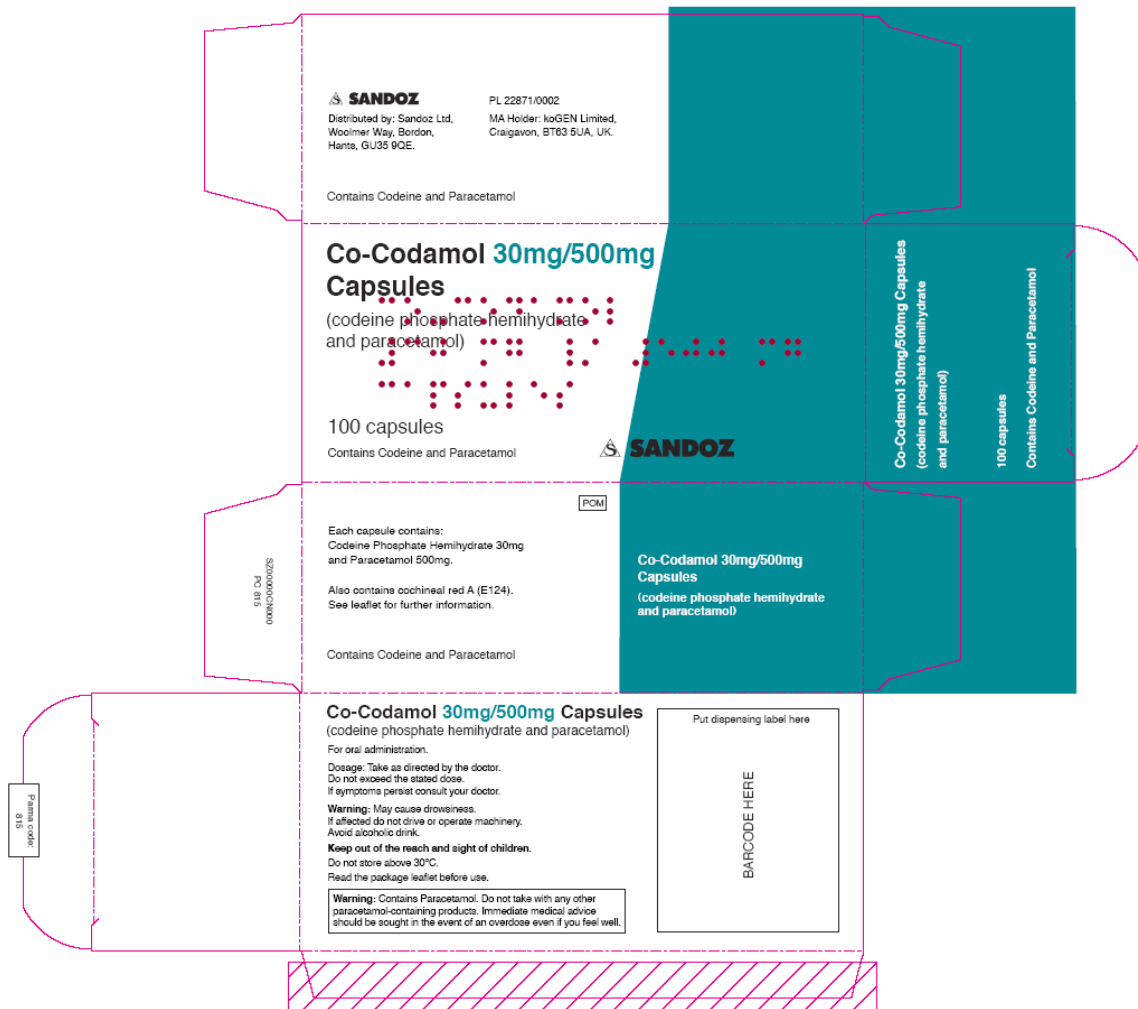 SANDOZ
Distributed by: Sandoz Ltd,
Woolmer Way, Bordon,
Hants, GU35 9QE.
PL 22871/0002
MA Holder: koGEN Limited,
Craigavon, BT63 5UA, UK.
Contains Codeine and Paracetamol
Co-Codamol 30mg/500mg
Capsules
(codeine phosphate hemihydrate
and paracetamol)
100 capsules
Contains Codeine and Paracetamol
SANDOZ
Co-Codamol 30mg/500mg Capsules
(codeine phosphate hemihydrate
and paracetamol)
100 capsules
Contains Codeine and Paracetamol
SZ00000CN000
PC 815
POM
Each capsule contains:
Codeine Phosphate Hemihydrate 30mg
and Paracetamol 500mg.
Also contains cochineal red A (E124).
See leaflet for further information.
Contains Codeine and Paracetamol
Co-Codamol 30mg/500mg
Capsules
(codeine phosphate hemihydrate
and paracetamol)
Parma code:
815
Co-Codamol 30mg/500mg Capsules
(codeine phosphate hemihydrate and paracetamol)
For oral administration.
Dosage: Take as directed by the doctor.
Do not exceed the stated dose.
If symptoms persist consult your doctor.
Warning: May cause drowsiness.
If affected do not drive or operate machinery.
Avoid alcoholic drink.
Keep out of the reach and sight of children.
Do not store above 30°C.
Read the package leaflet before use.
Warning: Contains Paracetamol. Do not take with any other
paracetamol-containing products. Immediate medical advice
should be sought in the event of an overdose even if you feel well.
Put dispensing label here
BARCODE HERE